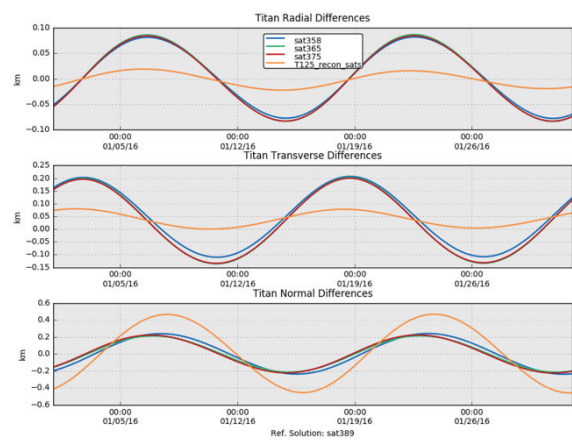 Titan Radial Differences
0.10
0.05
0.00
−0.05
−0.10
km
sat358
sat365
sat375
T125_recon_sats
00:00 00:00 00:00 00:00
01/05/16 01/12/16 01/19/16 01/26/16
Titan Transverse Differences
0.25
0.20
0.15
0.10
0.05
0.00
−0.05
−0.10
−0.15
km
00:00 00:00 00:00 00:00
01/05/16 01/12/16 01/19/16 01/26/16
Titan Normal Differences
0.6
0.4
0.2
0.0
−0.2
−0.4
−0.6
km
00:00 00:00 00:00 00:00
01/05/16 01/12/16 01/19/16 01/26/16
Ref. Solution: sat389